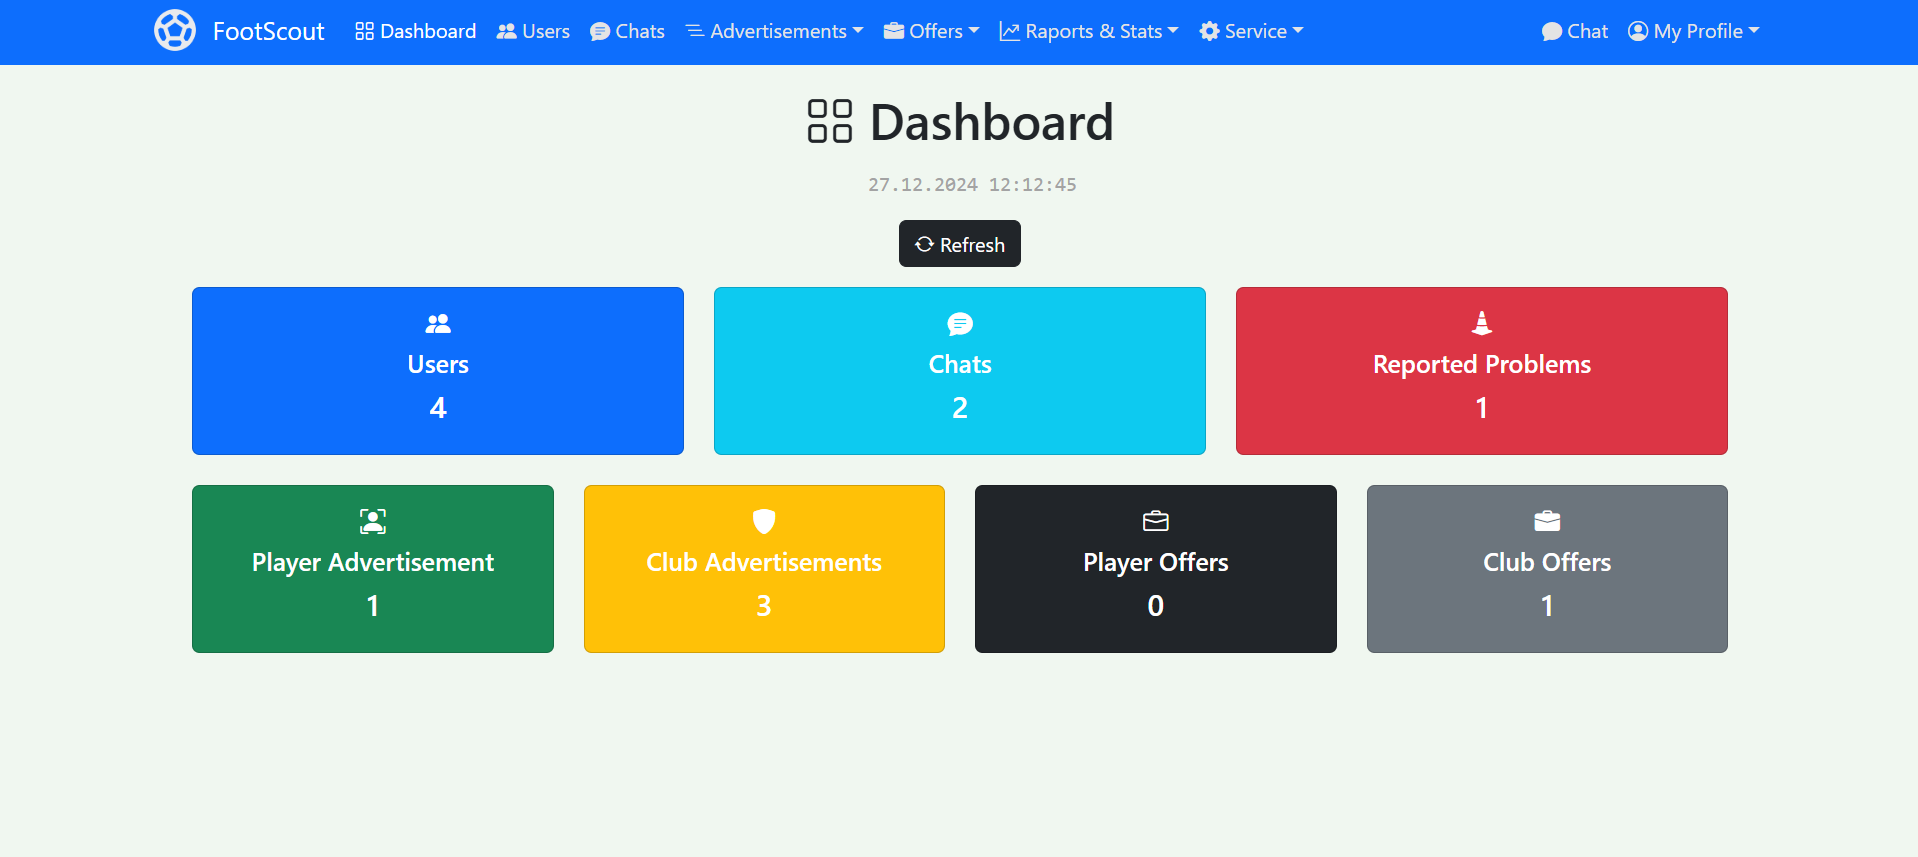 FootScout Dashboard Users Chats Advertisements Offers Raports & Stats Service Chat My Profile
Dashboard
27.12.2024 12:12:45
Refresh
Users
4
Chats
2
Reported Problems
1
Player Advertisement
1
Club Advertisements
3
Player Offers
0
Club Offers
1